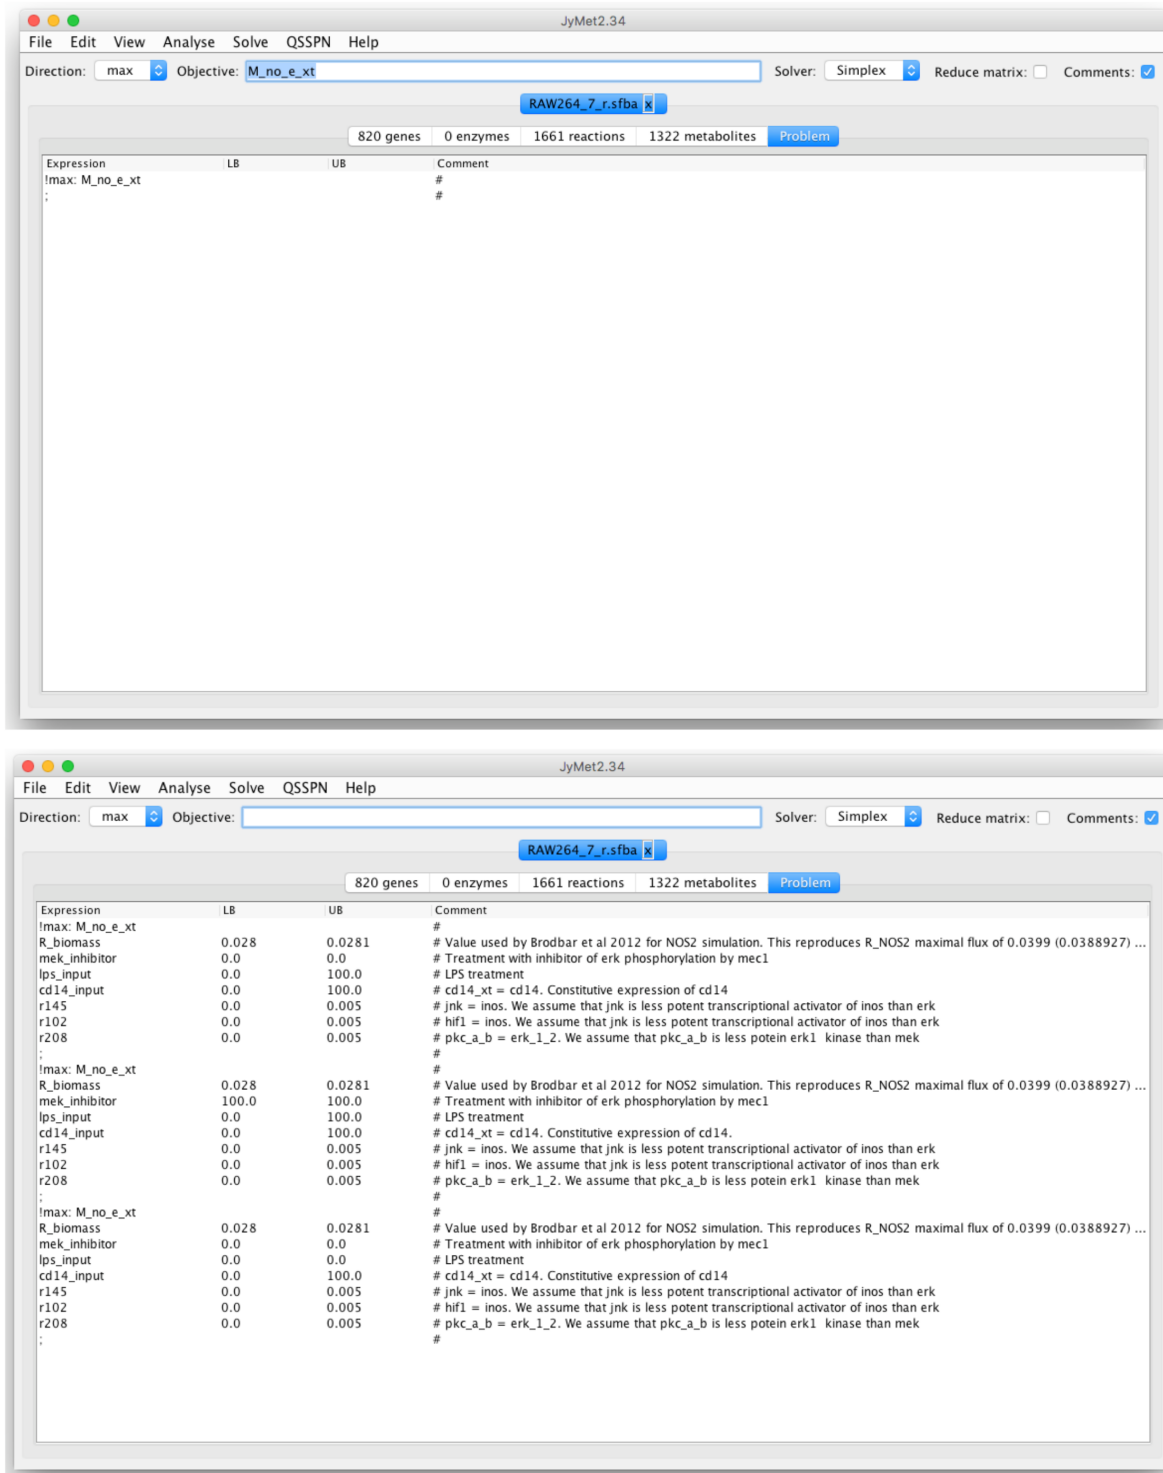 JyMet2.34
File Edit View Analyse Solve QSSPN Help
Direction: max Objective: M_no_e_xt Solver: Simplex Reduce matrix: Comments:
RAW264_7_r.sfba x
820 genes 0 enzymes 1661 reactions 1322 metabolites Problem
Expression LB UB Comment
!max: M_no_e_xt #
; #
JyMet2.34
File Edit View Analyse Solve QSSPN Help
Direction: max Objective: Solver: Simplex Reduce matrix: Comments:
RAW264_7_r.sfba x
820 genes 0 enzymes 1661 reactions 1322 metabolites Problem
Expression LB UB Comment
!max: M_no_e_xt #
R_biomass 0.028 0.0281 # Value used by Brodbar et al 2012 for NOS2 simulation. This reproduces R_NOS2 maximal flux of 0.0399 (0.0388927) ...
mek_inhibitor 0.0 0.0 # Treatment with inhibitor of erk phosphorylation by mec1
lps_input 0.0 100.0 # LPS treatment
cd14_input 0.0 100.0 # cd14_xt = cd14. Constitutive expression of cd14
r145 0.0 0.005 # jnk = inos. We assume that jnk is less potent transcriptional activator of inos than erk
r102 0.0 0.005 # hif1 = inos. We assume that jnk is less potent transcriptional activator of inos than erk
r208 0.0 0.005 # pkc_a_b = erk_1_2. We assume that pkc_a_b is less potein erk1 kinase than mek
; #
!max: M_no_e_xt #
R_biomass 0.028 0.0281 # Value used by Brodbar et al 2012 for NOS2 simulation. This reproduces R_NOS2 maximal flux of 0.0399 (0.0388927) ...
mek_inhibitor 100.0 100.0 # Treatment with inhibitor of erk phosphorylation by mec1
lps_input 0.0 100.0 # LPS treatment
cd14_input 0.0 100.0 # cd14_xt = cd14. Constitutive expression of cd14.
r145 0.0 0.005 # jnk = inos. We assume that jnk is less potent transcriptional activator of inos than erk
r102 0.0 0.005 # hif1 = inos. We assume that jnk is less potent transcriptional activator of inos than erk
r208 0.0 0.005 # pkc_a_b = erk_1_2. We assume that pkc_a_b is less potein erk1 kinase than mek
; #
!max: M_no_e_xt #
R_biomass 0.028 0.0281 # Value used by Brodbar et al 2012 for NOS2 simulation. This reproduces R_NOS2 maximal flux of 0.0399 (0.0388927) ...
mek_inhibitor 0.0 0.0 # Treatment with inhibitor of erk phosphorylation by mec1
lps_input 0.0 0.0 # LPS treatment
cd14_input 0.0 100.0 # cd14_xt = cd14. Constitutive expression of cd14
r145 0.0 0.005 # jnk = inos. We assume that jnk is less potent transcriptional activator of inos than erk
r102 0.0 0.005 # hif1 = inos. We assume that jnk is less potent transcriptional activator of inos than erk
r208 0.0 0.005 # pkc_a_b = erk_1_2. We assume that pkc_a_b is less potein erk1 kinase than mek
; #